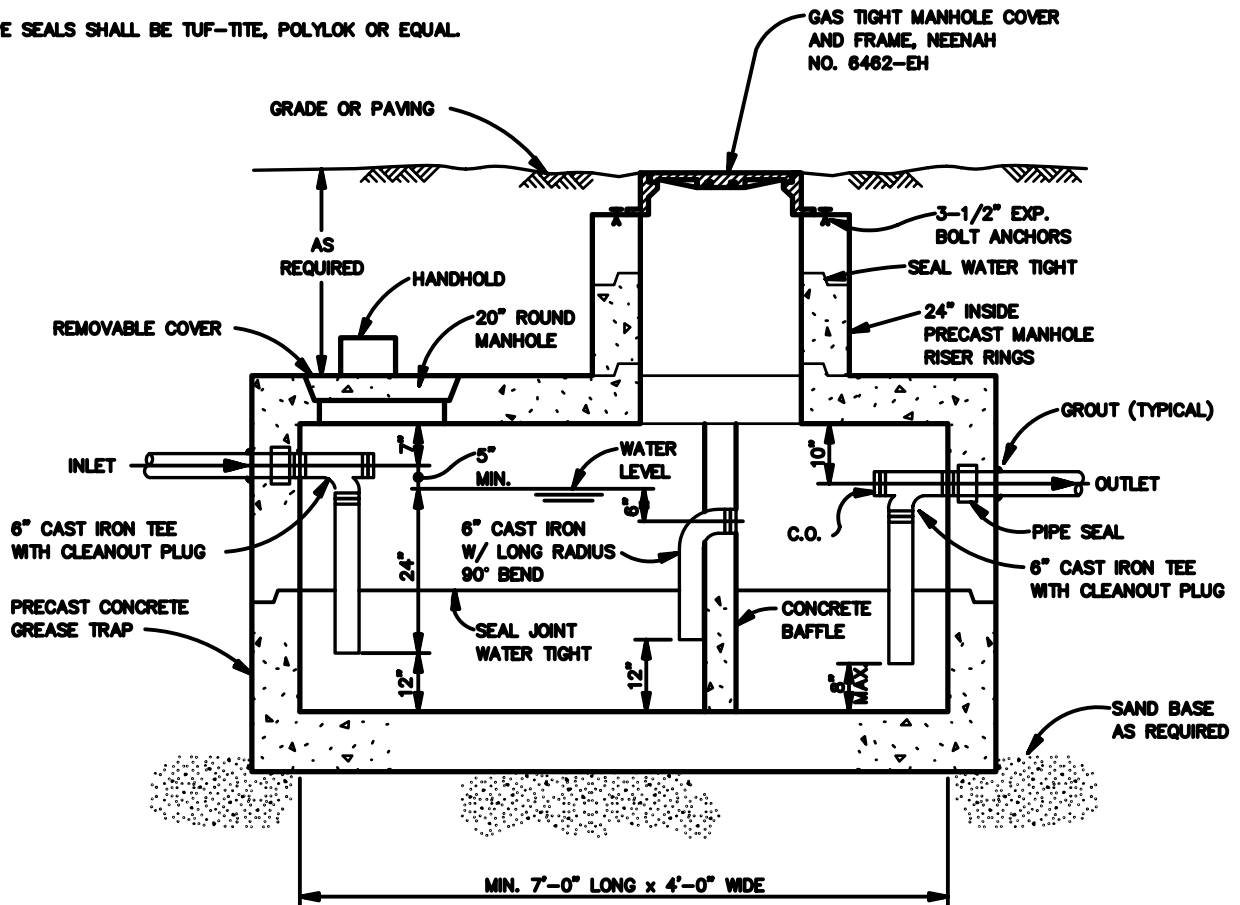 SEALS SHALL BE TUF-TITE, POLYLOK OR EQUAL.
GAS TIGHT MANHOLE COVER
AND FRAME, NEENAH
NO. 6462-EH
GRADE OR PAVING
AS
REQUIRED
HANDHOLD
3-1/2" EXP.
BOLT ANCHORS
SEAL WATER TIGHT
REMOVABLE COVER
20" ROUND
MANHOLE
24" INSIDE
PRECAST MANHOLE
RISER RINGS
GROUT (TYPICAL)
7"
INLET
5"
MIN.
WATER
LEVEL
10"
OUTLET
6"
6" CAST IRON TEE
WITH CLEANOUT PLUG
24"
6" CAST IRON
W/ LONG RADIUS
90° BEND
C.O.
PIPE SEAL
6" CAST IRON TEE
WITH CLEANOUT PLUG
PRECAST CONCRETE
GREASE TRAP
SEAL JOINT
WATER TIGHT
CONCRETE
BAFFLE
12"
12"
8"
MAX.
SAND BASE
AS REQUIRED
MIN. 7'-0" LONG x 4'-0" WIDE